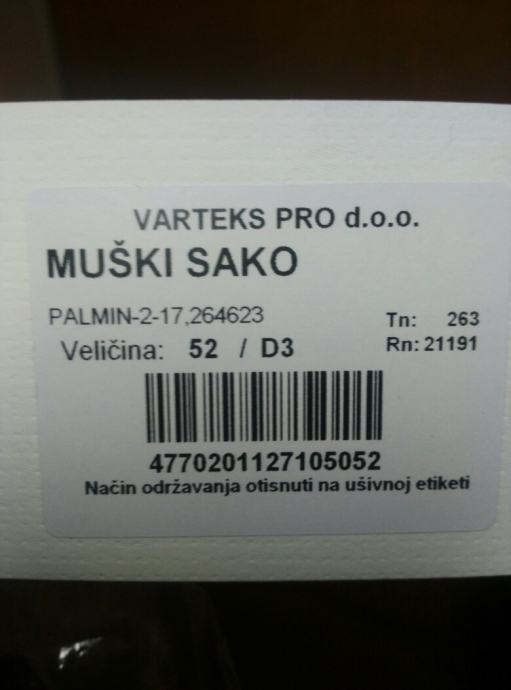 VARTEKS PRO d.o.o.
MUŠKI SAKO
PALMIN-2-17,264623
Tn: 263
Veličina: 52 / D3
Rn: 21191
4770201127105052
Način održavanja otisnuti na ušivnoj etiketi